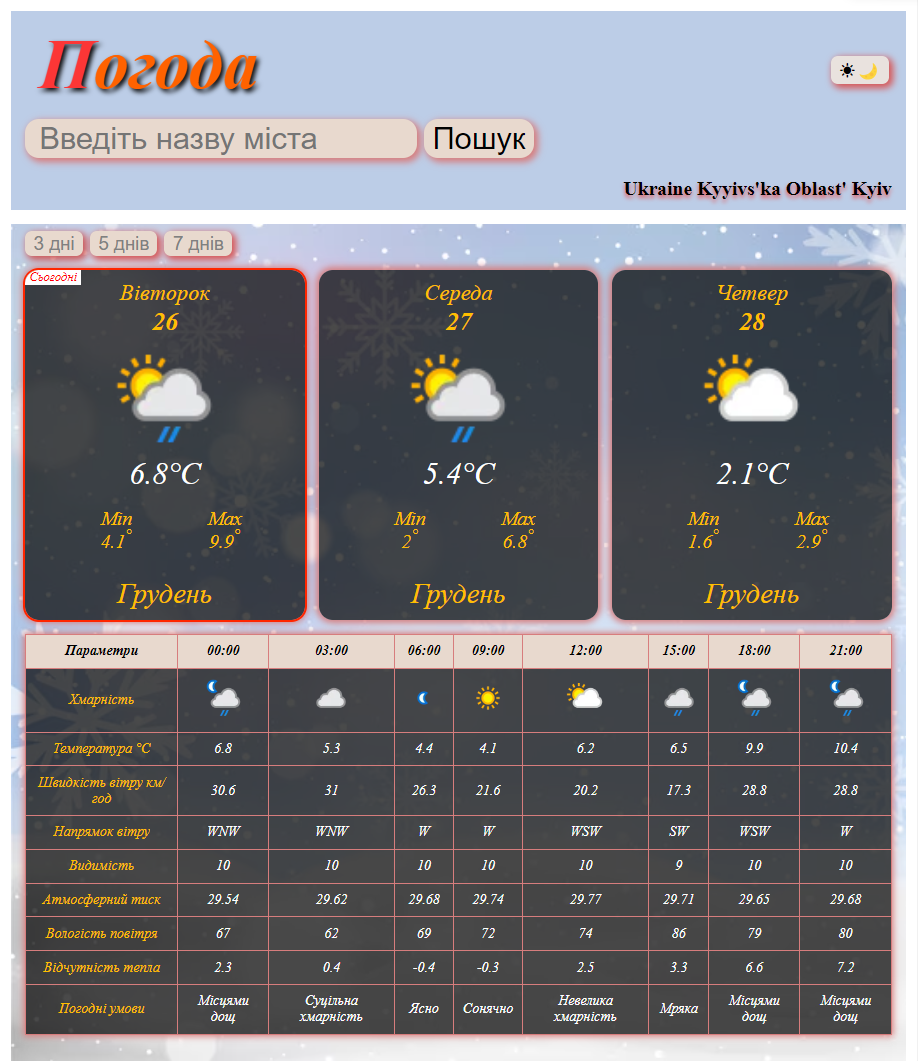 Погода
Введіть назву міста Пошук
Ukraine Kyyivs'ka Oblast' Kyiv
3 дні 5 днів 7 днів
Сьогодні
Вівторок
26
6.8°C
Min Max
4.1° 9.9°
Грудень
Середа
27
5.4°C
Min Max
2° 6.8°
Грудень
Четвер
28
2.1°C
Min Max
1.6° 2.9°
Грудень
Параметри 00:00 03:00 06:00 09:00 12:00 15:00 18:00 21:00
Хмарність
Температура °C 6.8 5.3 4.4 4.1 6.2 6.5 9.9 10.4
Швидкість вітру км/
год 30.6 31 26.3 21.6 20.2 17.3 28.8 28.8
Напрямок вітру WNW WNW W W WSW SW WSW W
Видимість 10 10 10 10 10 9 10 10
Атмосферний тиск 29.54 29.62 29.68 29.74 29.77 29.71 29.65 29.68
Вологість повітря 67 62 69 72 74 86 79 80
Відчутність тепла 2.3 0.4 -0.4 -0.3 2.5 3.3 6.6 7.2
Погодні умови Місцями дощ Суцільна хмарність Ясно Сонячно Невелика хмарність Мряка Місцями дощ Місцями дощ